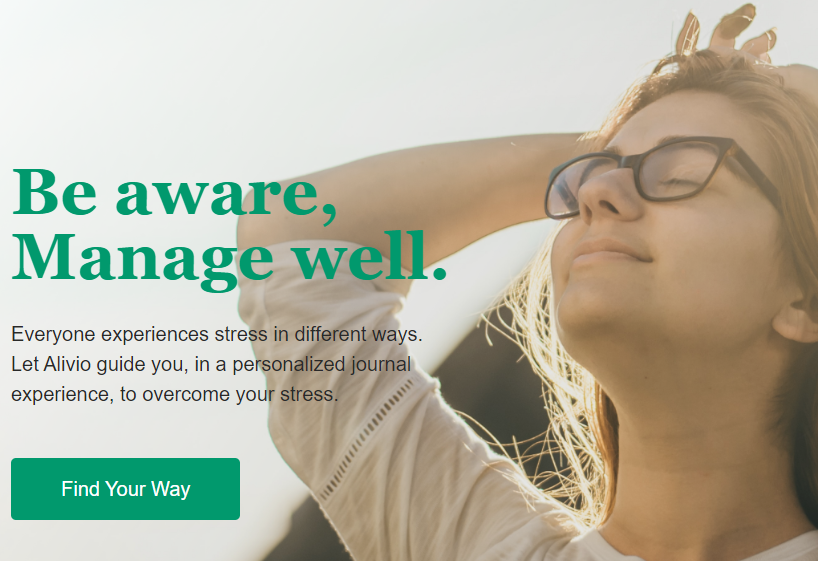 Be aware,
Manage well.
Everyone experiences stress in different ways.
Let Alivio guide you, in a personalized journal
experience, to overcome your stress.
Find Your Way